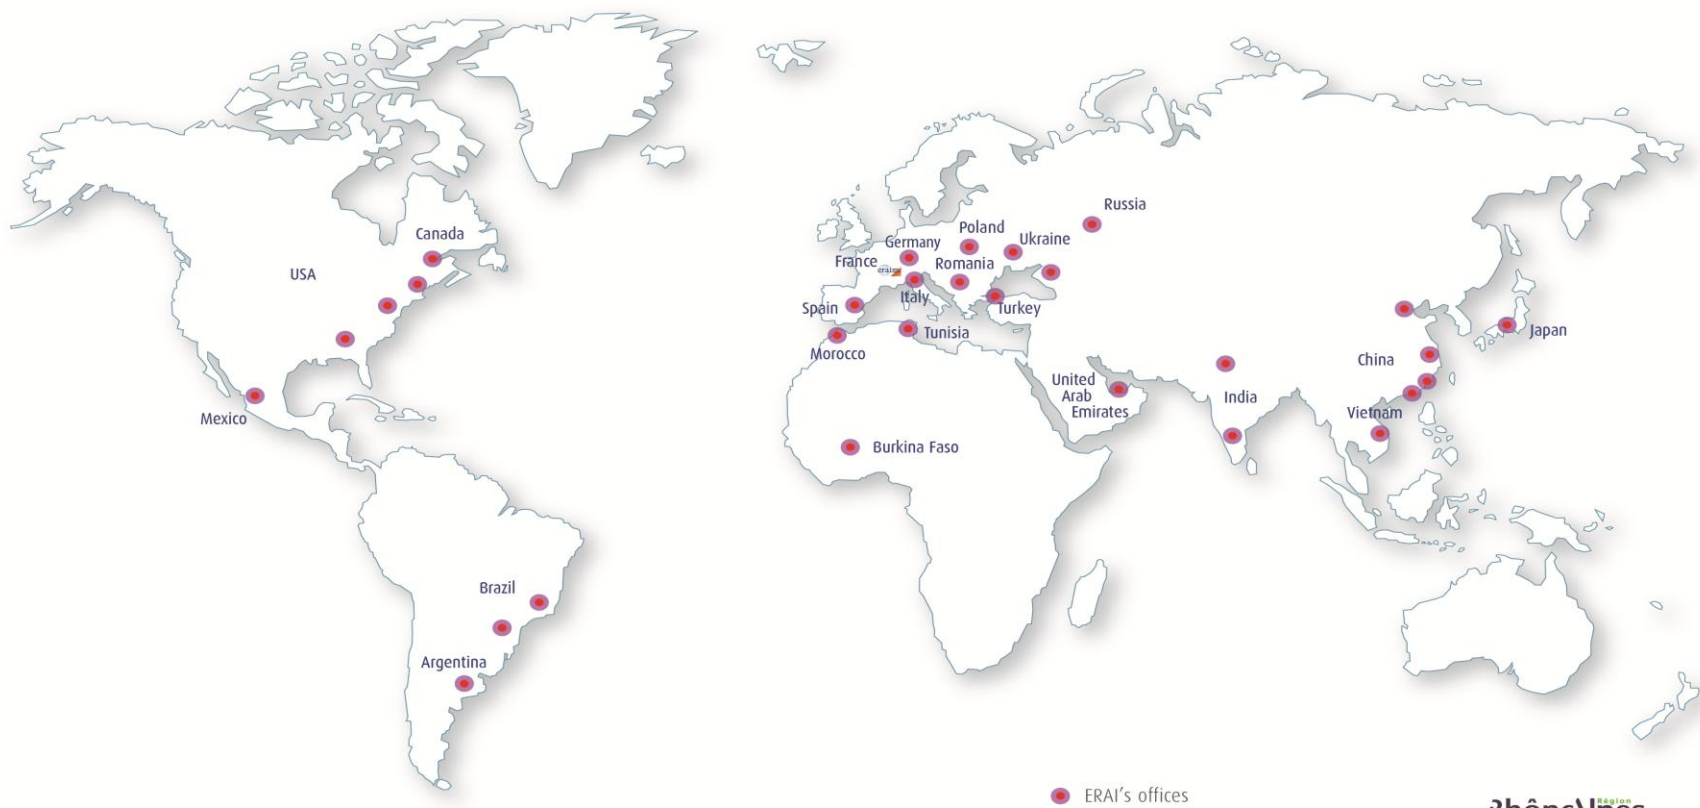 Canada
USA
Mexico
Brazil
Argentina
Russia
Poland
Ukraine
Germany
France
Romania
Italy
Spain
Turkey
Tunisia
Morocco
United
Arab
Emirates
Burkina Faso
India
China
Japan
Vietnam
ERAI's offices
Région